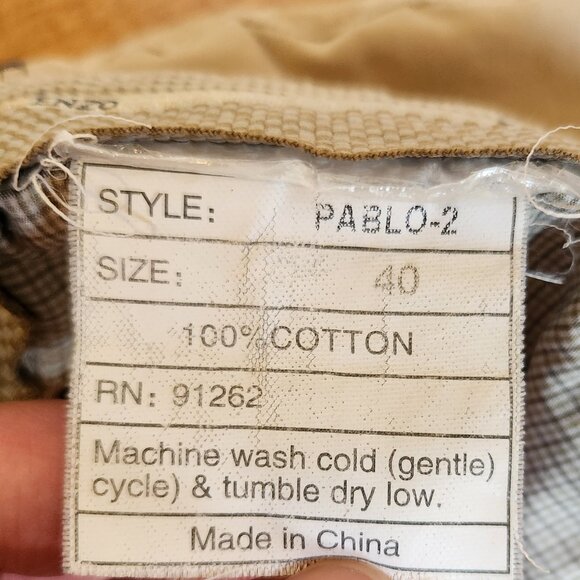 STYLE: PABLO-2
SIZE: 40
100% COTTON
RN: 91262
Machine wash cold (gentle)
cycle) & tumble dry low.
Made in China